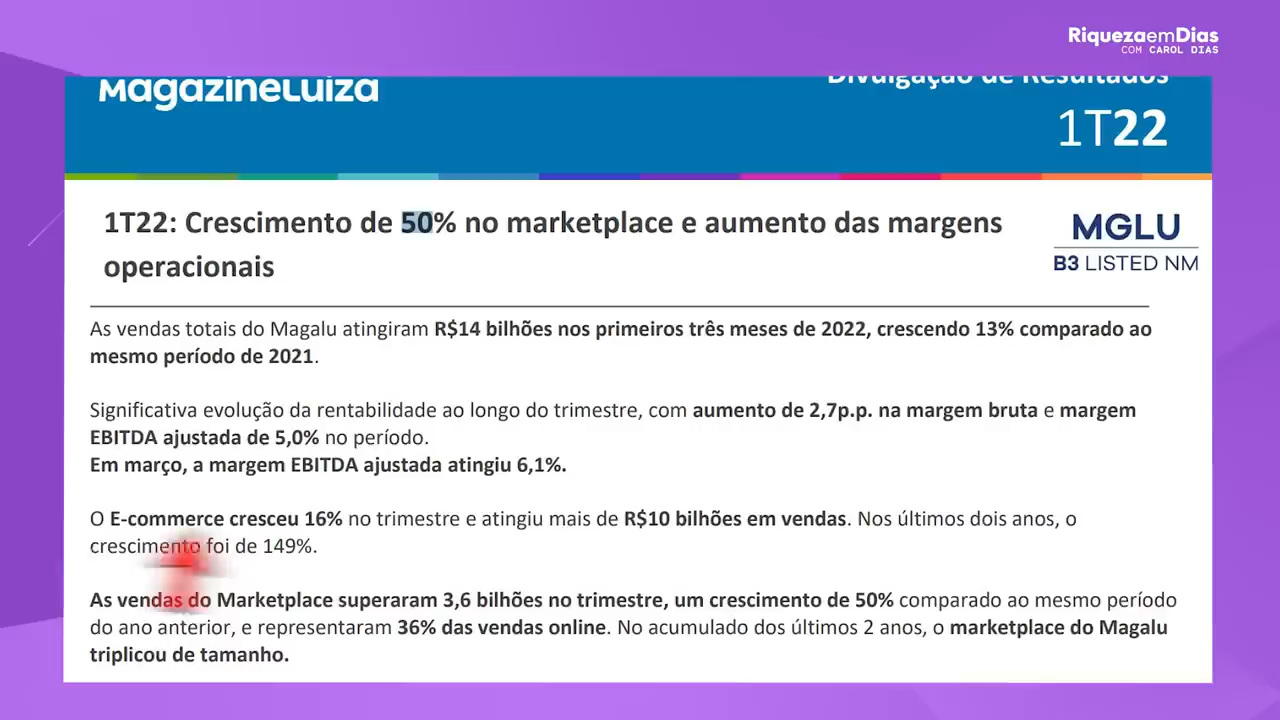 RiquezaemDias
COM CAROL DIAS
MagazineLuiza
Divulgação de Resultados
1T22
1T22: Crescimento de 50% no marketplace e aumento das margens
operacionais
MGLU
B3 LISTED NM
As vendas totais do Magalu atingiram R$14 bilhões nos primeiros três meses de 2022, crescendo 13% comparado ao
mesmo período de 2021.
Significativa evolução da rentabilidade ao longo do trimestre, com aumento de 2,7p.p. na margem bruta e margem
EBITDA ajustada de 5,0% no período.
Em março, a margem EBITDA ajustada atingiu 6,1%.
O E-commerce cresceu 16% no trimestre e atingiu mais de R$10 bilhões em vendas. Nos últimos dois anos, o
crescimento foi de 149%.
As vendas do Marketplace superaram 3,6 bilhões no trimestre, um crescimento de 50% comparado ao mesmo período
do ano anterior, e representaram 36% das vendas online. No acumulado dos últimos 2 anos, o marketplace do Magalu
triplicou de tamanho.